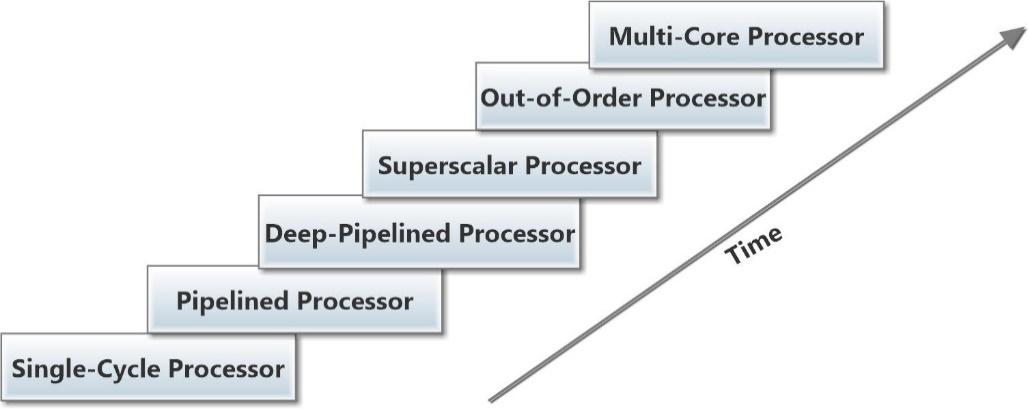 Multi-Core Processor
Out-of-Order Processor
Superscalar Processor
Deep-Pipelined Processor
Time
Pipelined Processor
Single-Cycle Processor